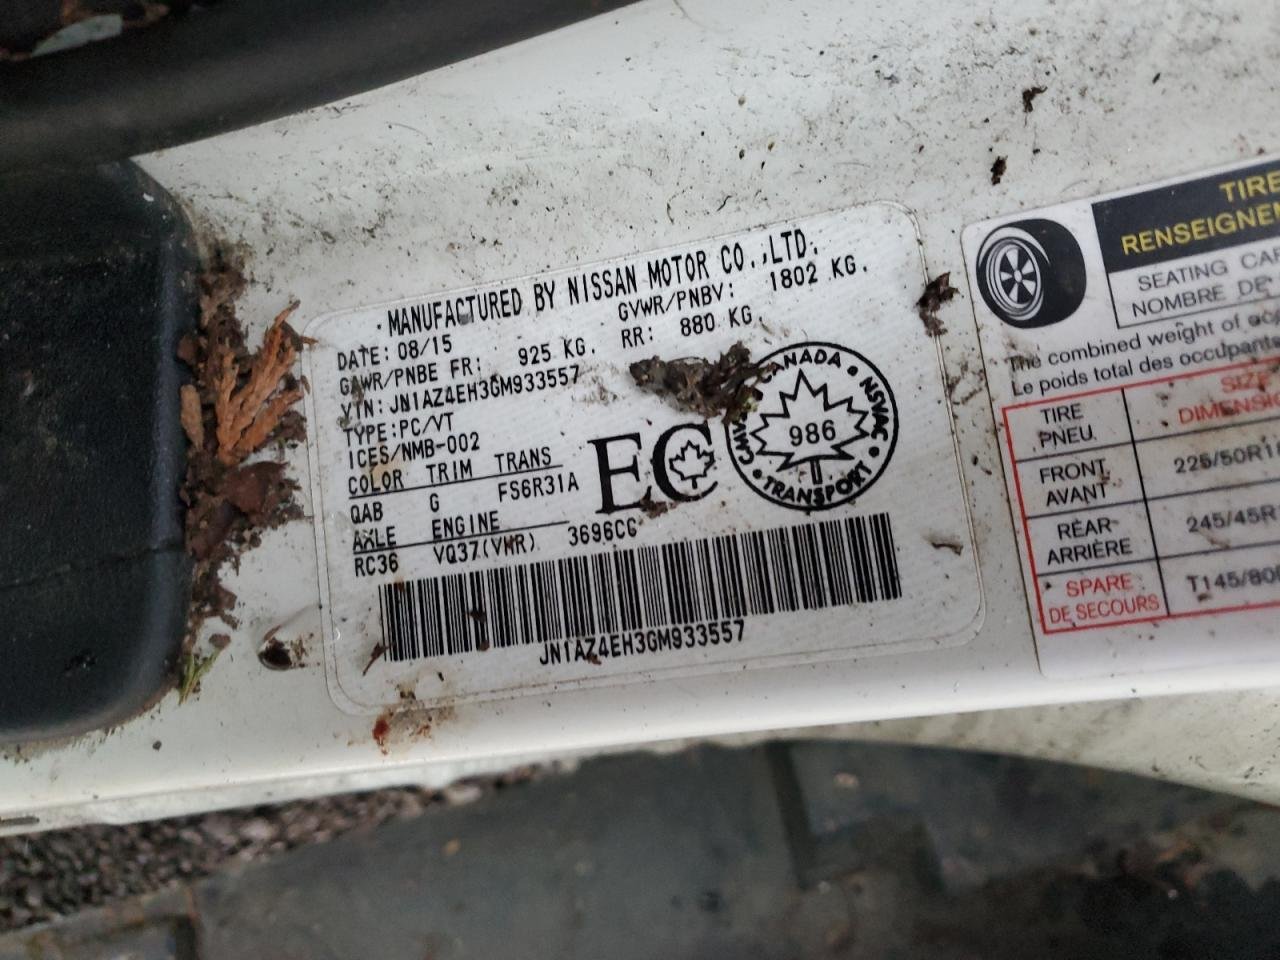 MANUFACTURED BY NISSAN MOTOR CO.,LTD.
DATE: 08/15 GVWR/PNBV: 1802 KG.
GAWR/PNBE FR: 925 KG. RR: 880 KG.
VIN: JN1AZ4EH3GM933557
TYPE:PC/VT
ICES/NMB-002
COLOR TRIM TRANS
QAB G FS6R31A
AXLE ENGINE
RC36 VQ37(VHR) 3696CC
EC
CANADA • NSVAC • TRANSPORT • CMVSS
986
JN1AZ4EH3GM933557
TIRE
RENSEIGNE
SEATING CAP
NOMBRE DE
The combined weight of occ
Le poids total des occupants
TIRE SIZE
PNEU DIMENSIO
FRONT 225/50R1
AVANT
REAR 245/45R
ARRIÈRE
SPARE T145/80
DE SECOURS